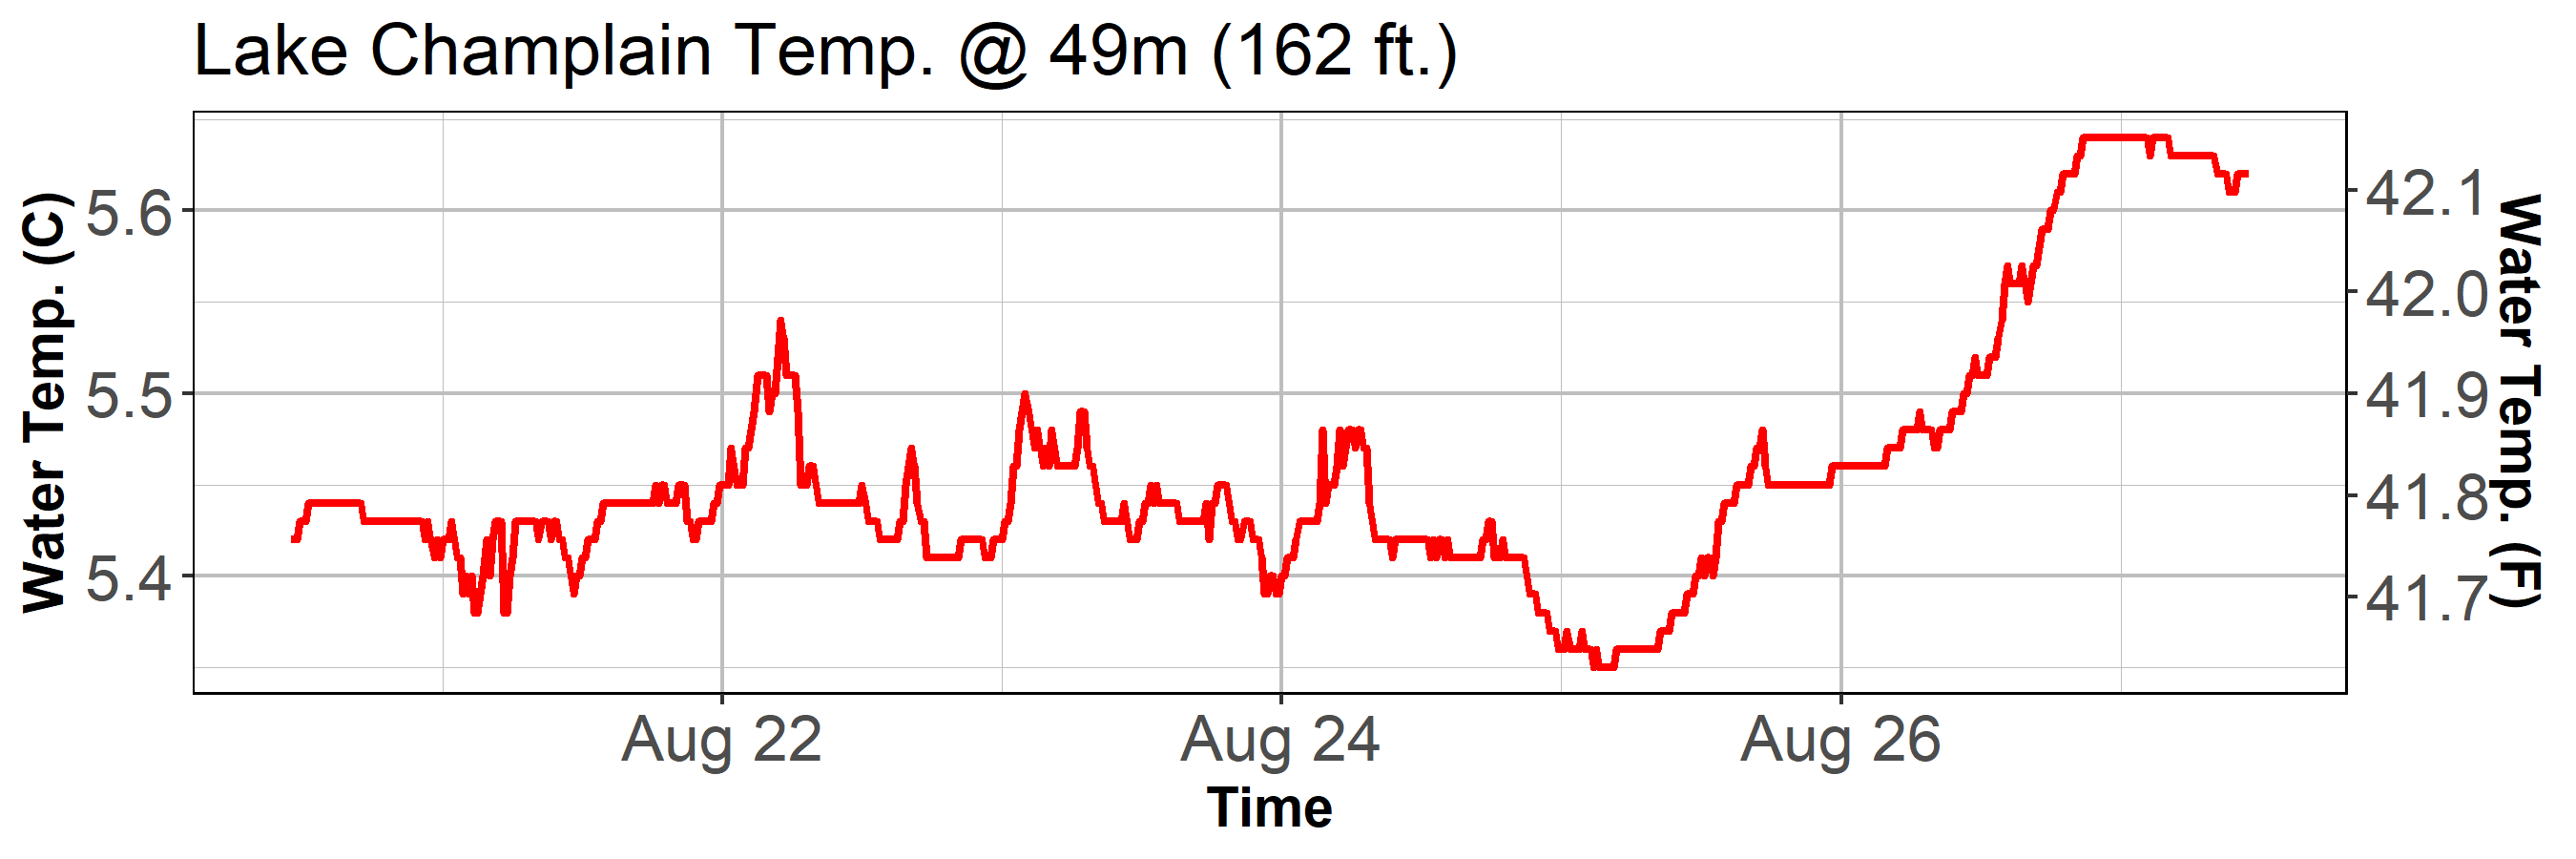 Lake Champlain Temp. @ 49m (162 ft.)
Water Temp. (C)
5.6
5.5
5.4
42.1
42.0
41.9
41.8
41.7
Water Temp. (F)
Aug 22
Aug 24
Aug 26
Time